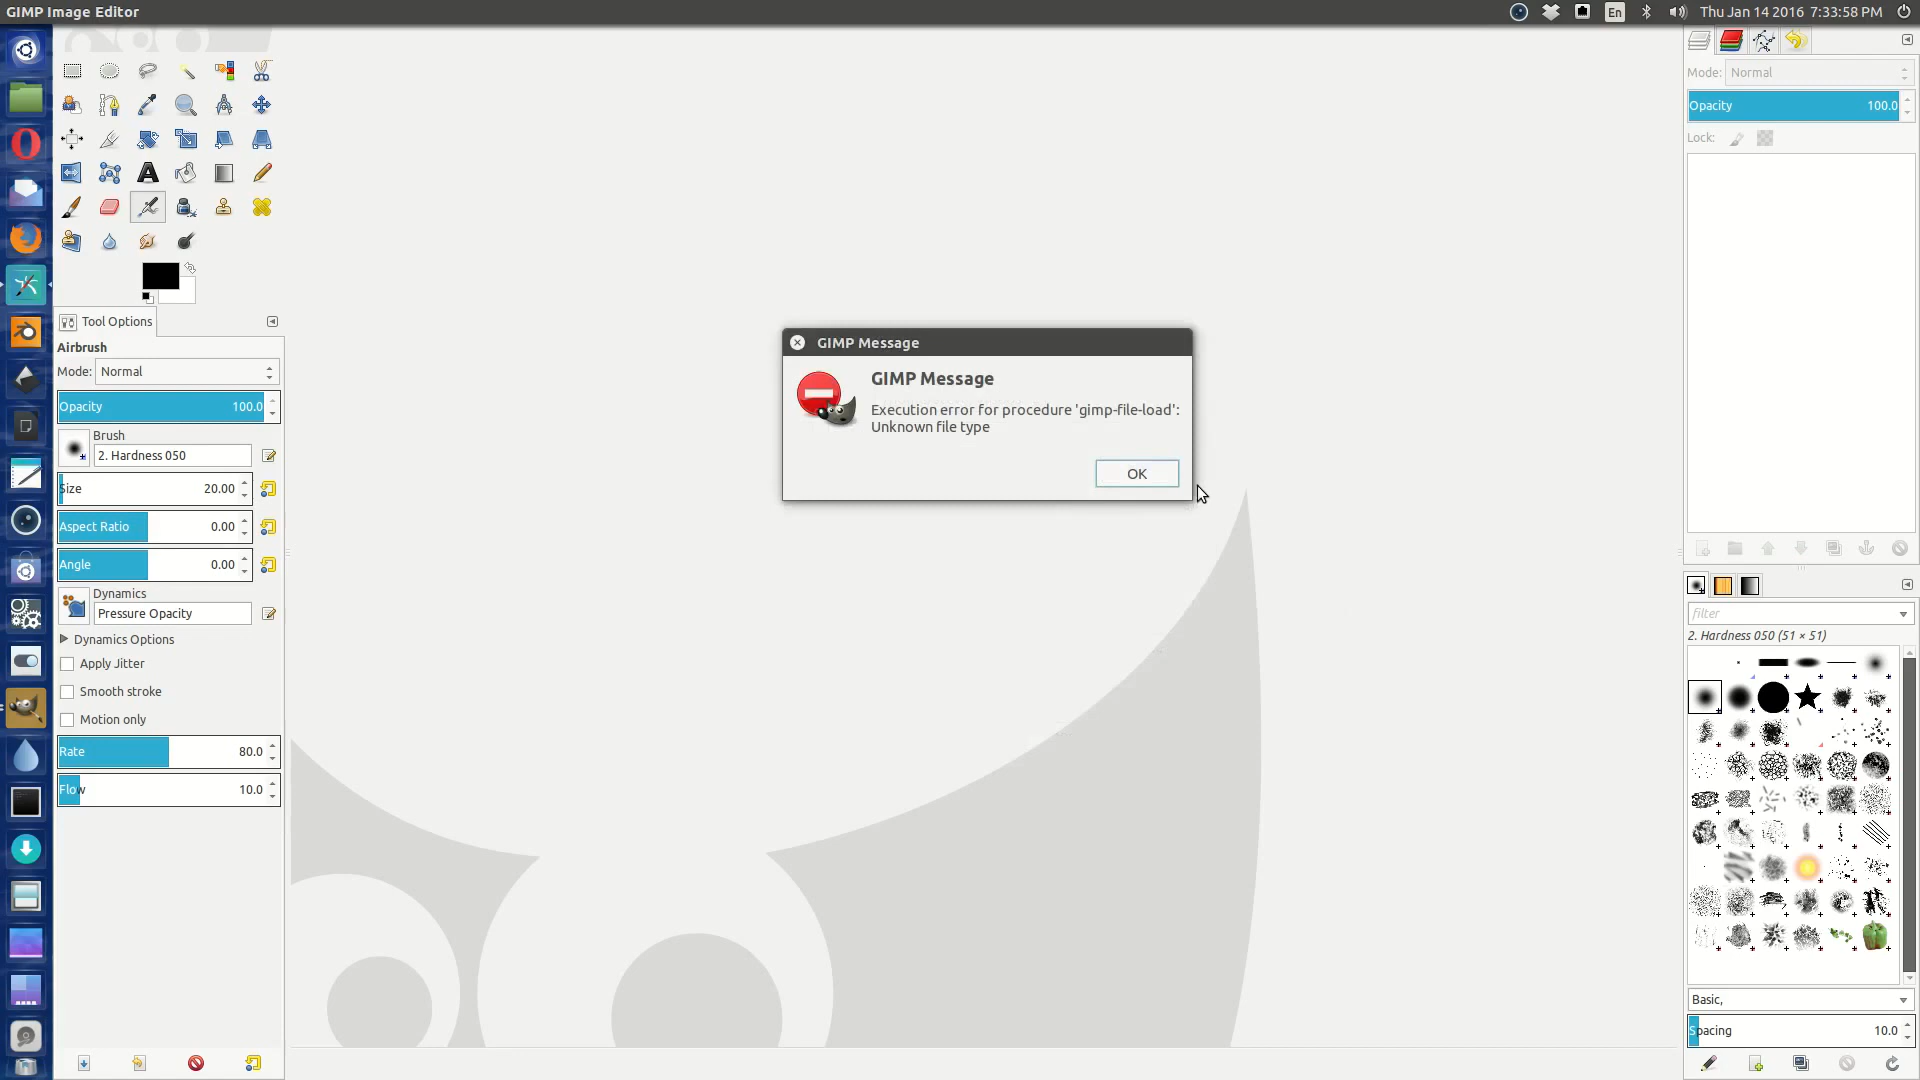 GIMP Image Editor
En
Thu Jan 14 2016 7:33:58 PM
Mode: Normal
Opacity 100.0
Lock:
Tool Options
Airbrush
Mode: Normal
Opacity 100.0
Brush
2. Hardness 050
Size 20.00
Aspect Ratio 0.00
Angle 0.00
Dynamics
Pressure Opacity
Dynamics Options
Apply Jitter
Smooth stroke
Motion only
Rate 80.0
Flow 10.0
GIMP Message
GIMP Message
Execution error for procedure 'gimp-file-load':
Unknown file type
OK
filter
2. Hardness 050 (51 × 51)
Basic,
Spacing 10.0